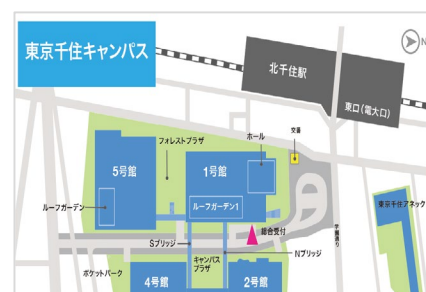 東京千住キャンパス
北千住駅
N
東口(電大口)
交番
ホール
フォレストプラザ
5号館
1号館
ルーフガーデン
ルーフガーデン1
東京千住アネックス
総合受付
学園通り
Sブリッジ
キャンパス
プラザ
Nブリッジ
ポケットパーク
4号館
2号館